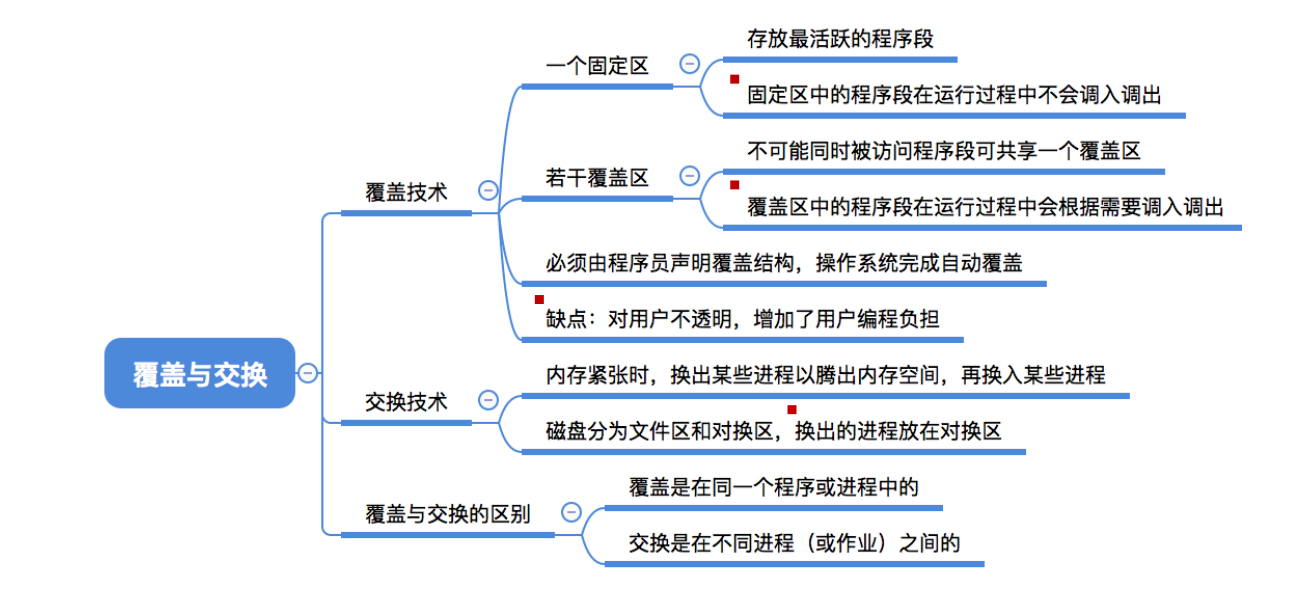 存放最活跃的程序段
一个固定区
固定区中的程序段在运行过程中不会调入调出
不可能同时被访问程序段可共享一个覆盖区
若干覆盖区
覆盖技术
覆盖区中的程序段在运行过程中会根据需要调入调出
必须由程序员声明覆盖结构，操作系统完成自动覆盖
缺点：对用户不透明，增加了用户编程负担
覆盖与交换
内存紧张时，换出某些进程以腾出内存空间，再换入某些进程
交换技术
磁盘分为文件区和对换区，换出的进程放在对换区
覆盖是在同一个程序或进程中的
覆盖与交换的区别
交换是在不同进程（或作业）之间的